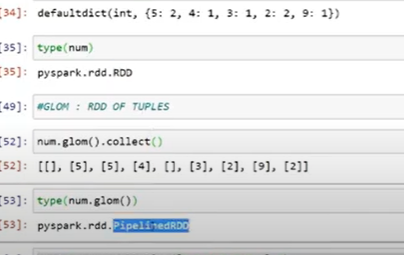 [34]: defaultdict(int, {5: 2, 4: 1, 3: 1, 2: 2, 9: 1})
[35]: type(num)
[35]: pyspark.rdd.RDD
[49]: #GLOM : RDD OF TUPLES
[52]: num.glom().collect()
[52]: [[], [5], [5], [4], [], [3], [2], [9], [2]]
[53]: type(num.glom())
[53]: pyspark.rdd.PipelinedRDD